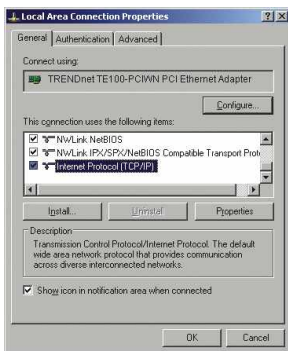 Local Area Connection Properties
General Authentication Advanced
Connect using:
TRENDnet TE100-PCIWN PCI Ethernet Adapter
Configure...
This connection uses the following items:
NWLink NetBIOS
NWLink IPX/SPX/NetBIOS Compatible Transport Prot
Internet Protocol (TCP/IP)
Install... Uninstall Properties
Description
Transmission Control Protocol/Internet Protocol. The default
wide area network protocol that provides communication
across diverse interconnected networks.
Show icon in notification area when connected
OK Cancel